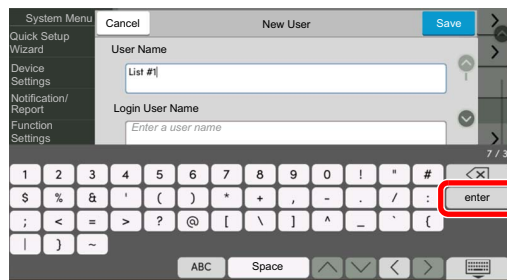 System Menu
Cancel
New User
Save
Quick Setup
Wizard
User Name
List #1
Device
Settings
Notification/
Report
Login User Name
Enter a user name
Function
Settings
7 / 3
1 2 3 4 5 6 7 8 9 0 ! " #
$ % & ' ( ) * + , - . / : enter
; < = > ? @ [ \ ] ^ _ ` {
| } ~
ABC Space